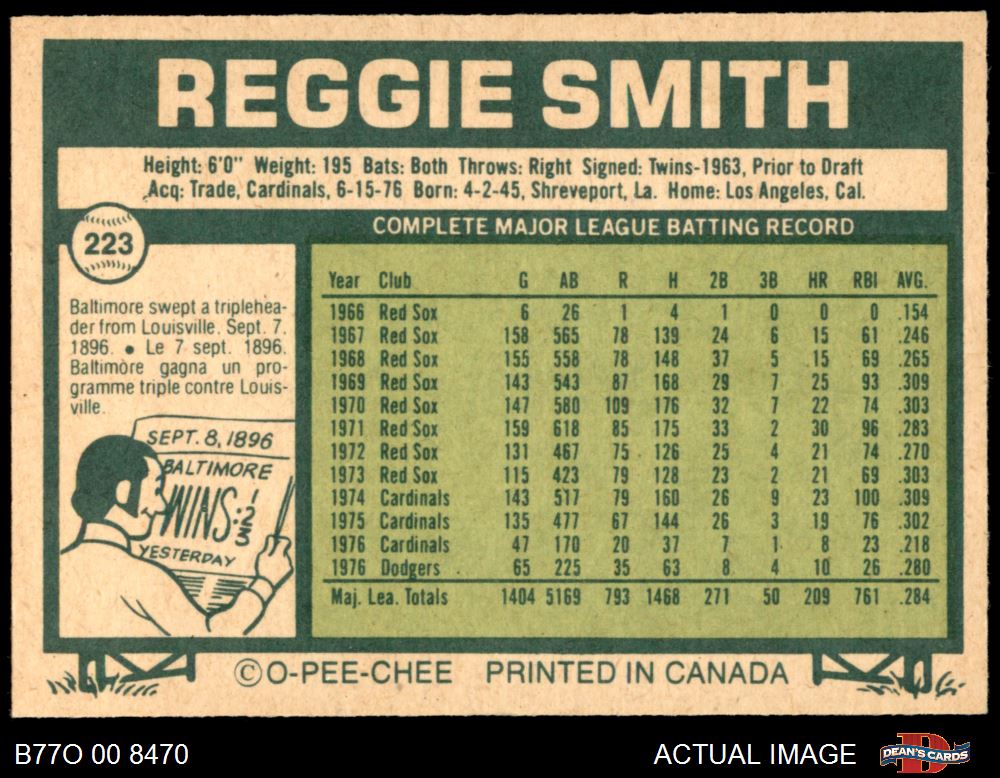 REGGIE SMITH
Height: 6'0" Weight: 195 Bats: Both Throws: Right Signed: Twins-1963, Prior to Draft
Acq: Trade, Cardinals, 6-15-76 Born: 4-2-45, Shreveport, La. Home: Los Angeles, Cal.
223
COMPLETE MAJOR LEAGUE BATTING RECORD
Baltimore swept a triplehea-
der from Louisville. Sept. 7.
1896. • Le 7 sept. 1896.
Baltimore gagna un pro-
gramme triple contre Louis-
ville.
SEPT. 8, 1896
BALTIMORE
WINS: 1
2
3
YESTERDAY
Year Club G AB R H 2B 3B HR RBI AVG.
1966 Red Sox 6 26 1 4 1 0 0 0 .154
1967 Red Sox 158 565 78 139 24 6 15 61 .246
1968 Red Sox 155 558 78 148 37 5 15 69 .265
1969 Red Sox 143 543 87 168 29 7 25 93 .309
1970 Red Sox 147 580 109 176 32 7 22 74 .303
1971 Red Sox 159 618 85 175 33 2 30 96 .283
1972 Red Sox 131 467 75 126 25 4 21 74 .270
1973 Red Sox 115 423 79 128 23 2 21 69 .303
1974 Cardinals 143 517 79 160 26 9 23 100 .309
1975 Cardinals 135 477 67 144 26 3 19 76 .302
1976 Cardinals 47 170 20 37 7 1 8 23 .218
1976 Dodgers 65 225 35 63 8 4 10 26 .280
Maj. Lea. Totals 1404 5169 793 1468 271 50 209 761 .284
© O-PEE-CHEE PRINTED IN CANADA
B77O 00 8470
ACTUAL IMAGE
D
DEAN'S CARDS